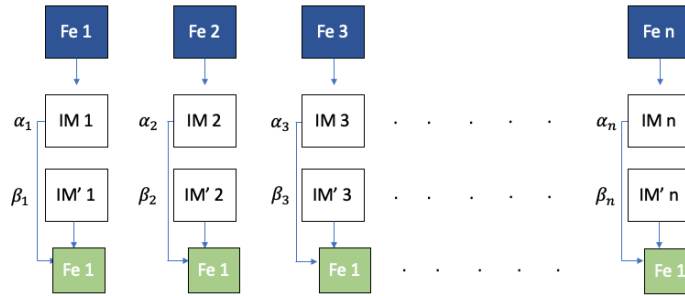 Fe 1 Fe 2 Fe 3 Fe n
α₁ IM 1 α₂ IM 2 α₃ IM 3 . . . . . αₙ IM n
β₁ IM’ 1 β₂ IM’ 2 β₃ IM’ 3 . . . . . βₙ IM’ n
Fe 1 Fe 1 Fe 1 . . . . . Fe 1